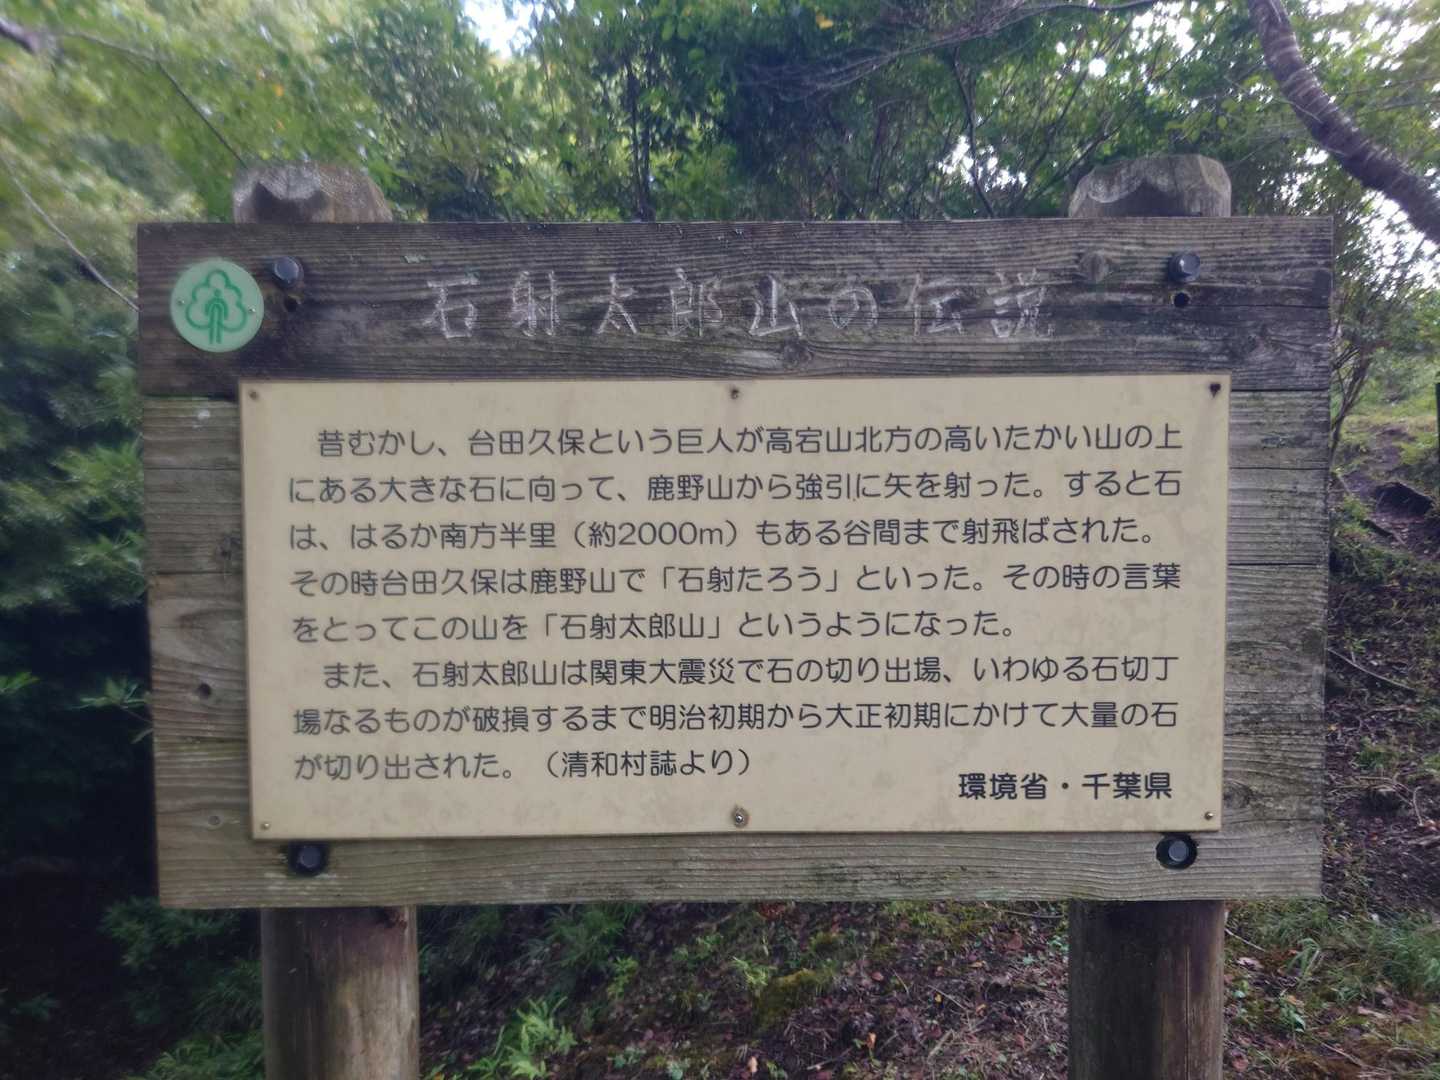 石射太郎山の伝説
昔むかし、台田久保という巨人が高宕山北方の高いたかい山の上
にある大きな石に向って、鹿野山から強引に矢を射った。すると石
は、はるか南方半里（約2000m）もある谷間まで射飛ばされた。
その時台田久保は鹿野山で「石射たろう」といった。その時の言葉
をとってこの山を「石射太郎山」というようになった。
また、石射太郎山は関東大震災で石の切り出場、いわゆる石切丁
場なるものが破損するまで明治初期から大正初期にかけて大量の石
が切り出された。（清和村誌より）
環境省・千葉県